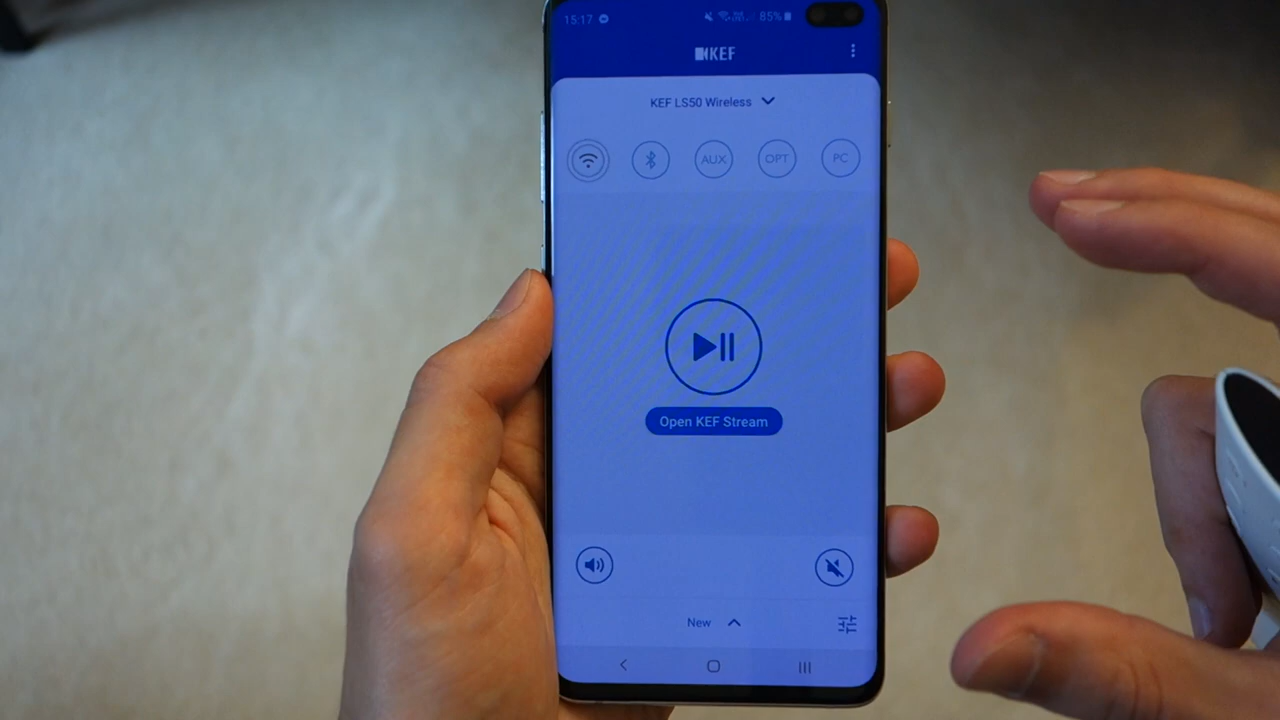 15:17 85%
KEF
KEF LS50 Wireless
AUX OPT PC
Open KEF Stream
New